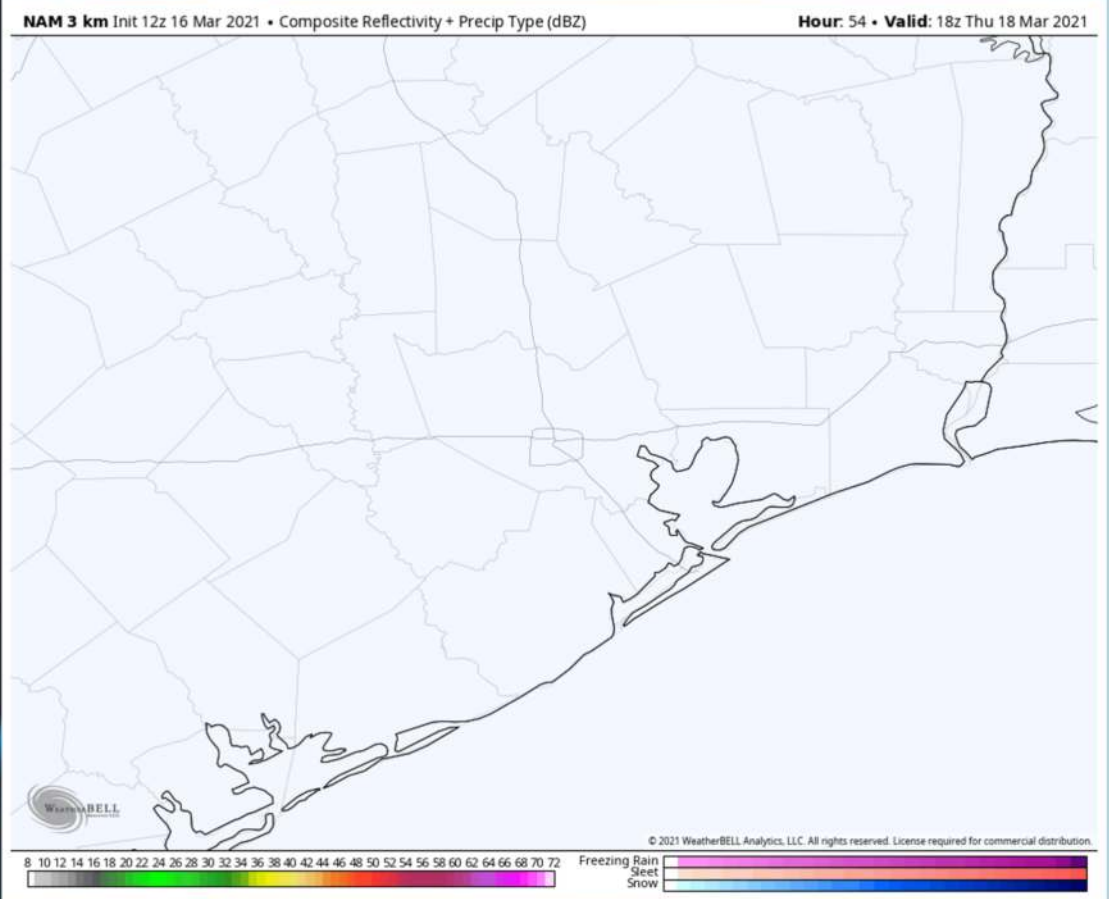 NAM 3 km Init 12z 16 Mar 2021 • Composite Reflectivity + Precip Type (dBZ) Hour: 54 • Valid: 18z Thu 18 Mar 2021
WeatherBELL
© 2021 WeatherBELL Analytics, LLC. All rights reserved. License required for commercial distribution.
8 10 12 14 16 18 20 22 24 26 28 30 32 34 36 38 40 42 44 46 48 50 52 54 56 58 60 62 64 66 68 70 72
Freezing Rain
Sleet
Snow